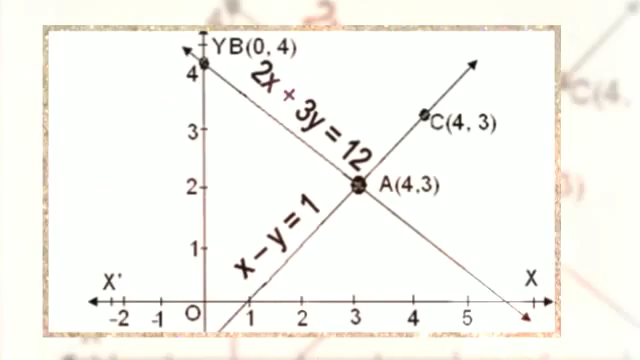 YB(0, 4)
4
2x + 3y = 12
3
C(4, 3)
2
A(4,3)
x – y = 1
1
X'
X
-2 -1 O 1 2 3 4 5